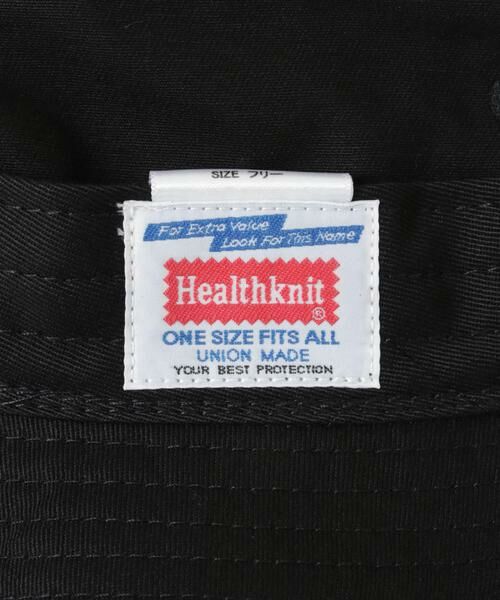 SIZE フリー
For Extra Value
Look For This Name
Healthknit
®
ONE SIZE FITS ALL
UNION MADE
YOUR BEST PROTECTION